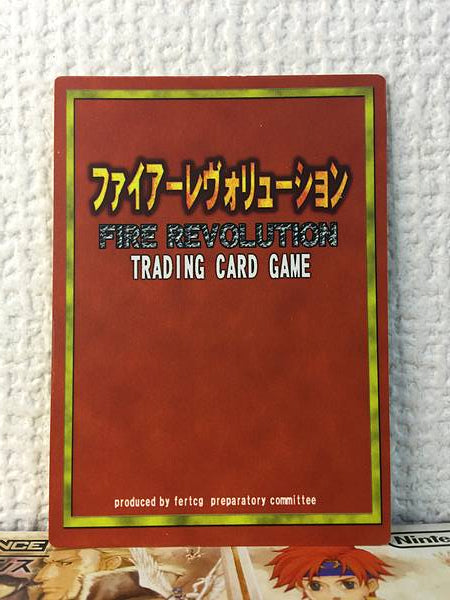 ファイアーレヴォリューション
FIRE REVOLUTION
TRADING CARD GAME
produced by fertcg preparatory committee